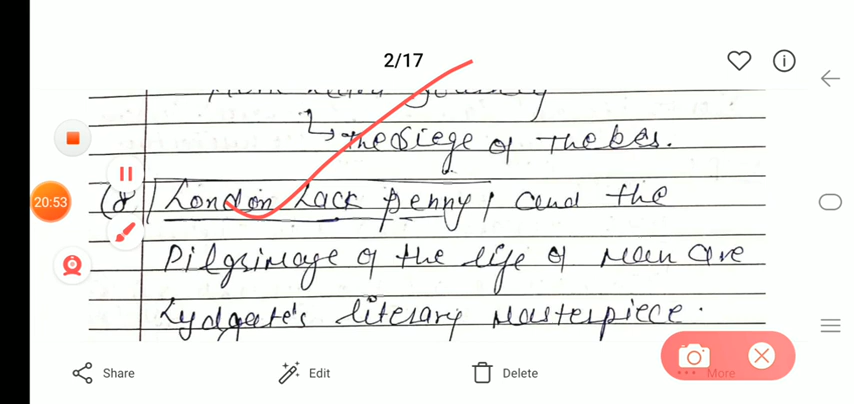 2/17
↳ The Siege of Thebes.
(8) London Lack penny, and the
20:53
Pilgrimage of the life of Man are
Lydgate's literary Masterpiece.
Share
Edit
Delete
More